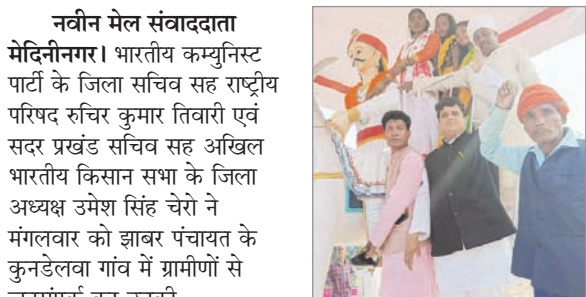 नवीन मेल संवाददाता
मेदिनीनगर। भारतीय कम्युनिस्ट
पार्टी के जिला सचिव सह राष्ट्रीय
परिषद रुचिर कुमार तिवारी एवं
सदर प्रखंड सचिव सह अखिल
भारतीय किसान सभा के जिला
अध्यक्ष उमेश सिंह चेरो ने
मंगलवार को झाबर पंचायत के
कुनडेलवा गांव में ग्रामीणों से